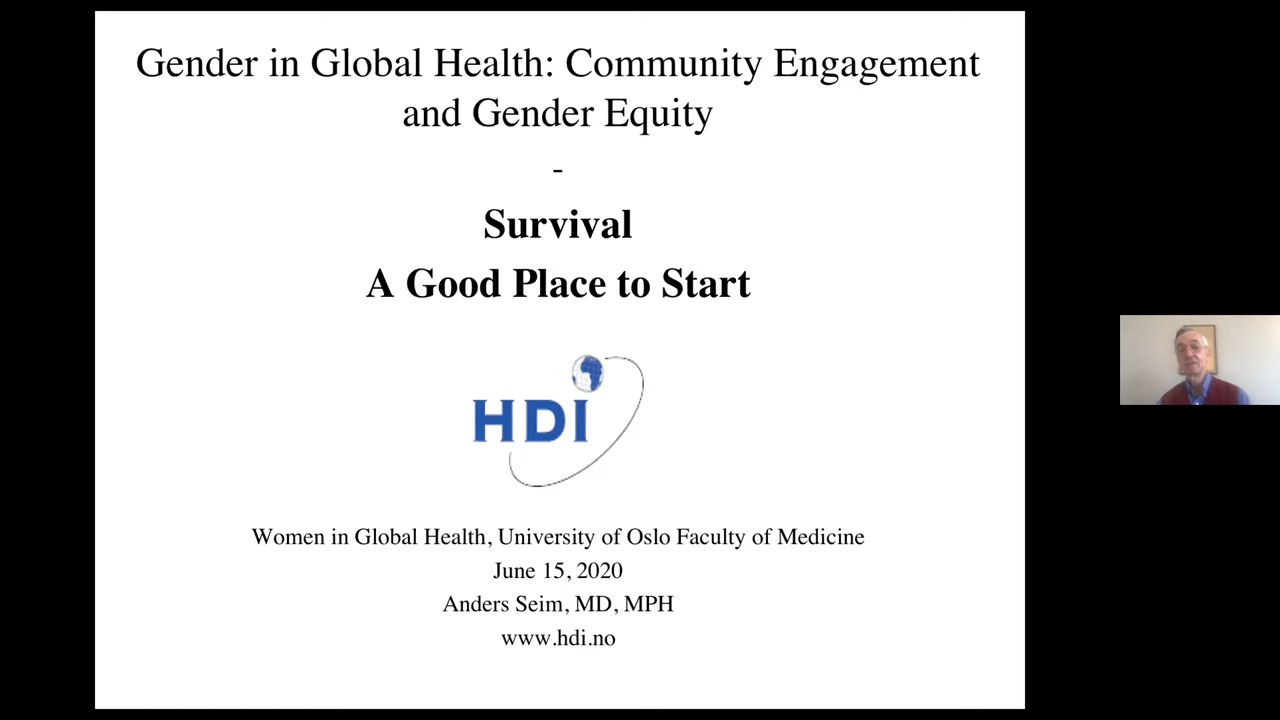 Gender in Global Health: Community Engagement
and Gender Equity
-
Survival
A Good Place to Start
HDI
Women in Global Health, University of Oslo Faculty of Medicine
June 15, 2020
Anders Seim, MD, MPH
www.hdi.no